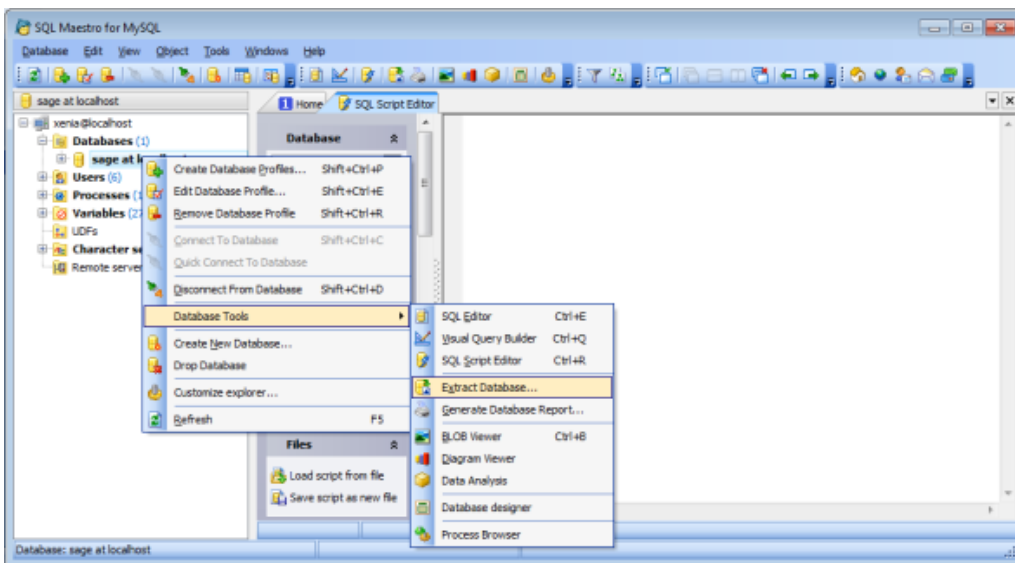 SQL Maestro for MySQL
Database Edit View Object Tools Windows Help
sage at localhost
1 Home SQL Script Editor
xenia@localhost
Databases (1)
sage at l
Users (6)
Processes (1
Variables (27
UDFs
Character se
Remote server
Database
Create Database Profiles... Shift+Ctrl+P
Edit Database Profile... Shift+Ctrl+E
Remove Database Profile Shift+Ctrl+R
Connect To Database Shift+Ctrl+C
Quick Connect To Database
Disconnect From Database Shift+Ctrl+D
Database Tools
Create New Database...
Drop Database
Customize explorer...
Refresh F5
SQL Editor Ctrl+E
Visual Query Builder Ctrl+Q
SQL Script Editor Ctrl+R
Extract Database...
Generate Database Report...
BLOB Viewer Ctrl+B
Diagram Viewer
Data Analysis
Database designer
Process Browser
Files
Load script from file
Save script as new file
Database: sage at localhost